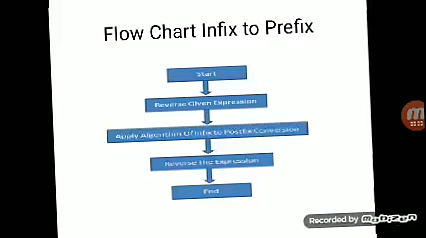 Flow Chart Infix to Prefix
Start
Reverse Given Expression
Apply Algorithm Of Infix to Postfix Conversion
Reverse The Expression
End
Recorded by Mobizen